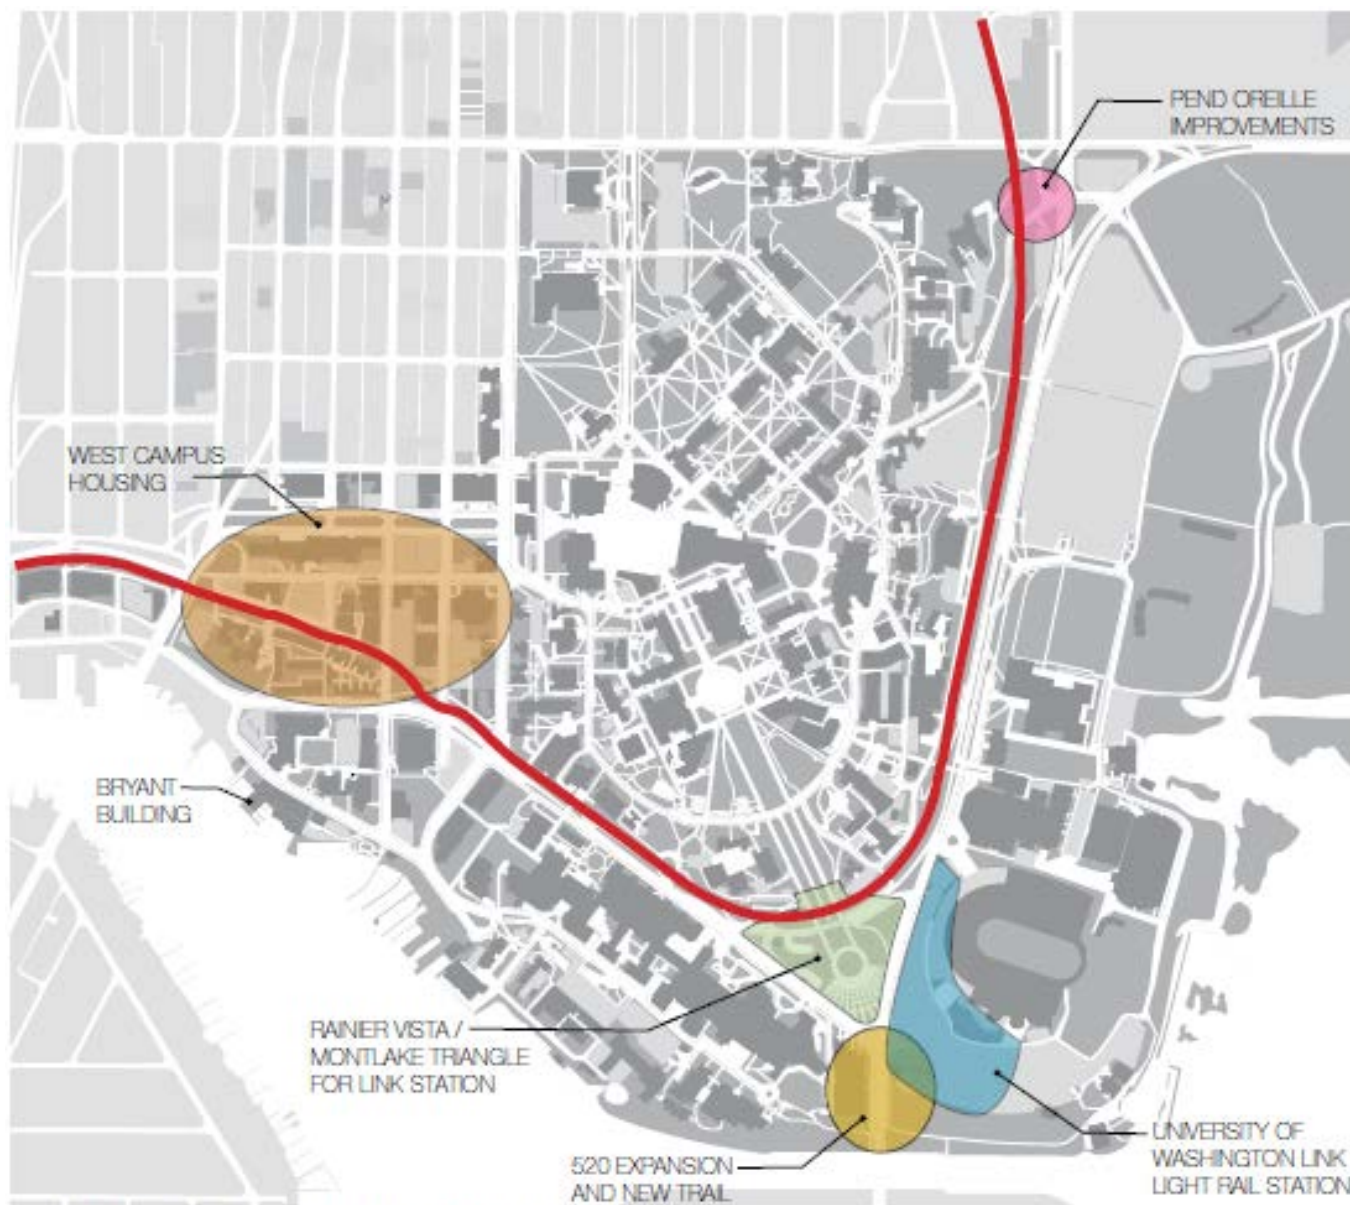 PEND OREILLE
IMPROVEMENTS
WEST CAMPUS
HOUSING
BRYANT
BUILDING
RAINIER VISTA /
MONTLAKE TRIANGLE
FOR LINK STATION
520 EXPANSION
AND NEW TRAIL
UNIVERSITY OF
WASHINGTON LINK
LIGHT RAIL STATION